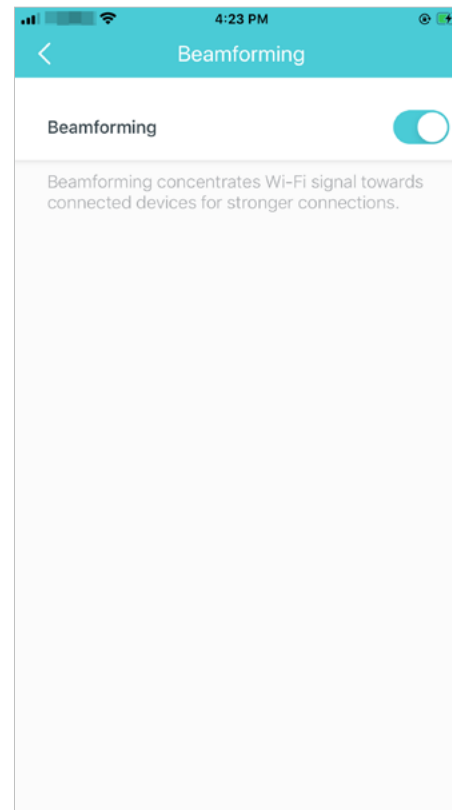 4:23 PM
Beamforming
Beamforming
Beamforming concentrates Wi-Fi signal towards
connected devices for stronger connections.